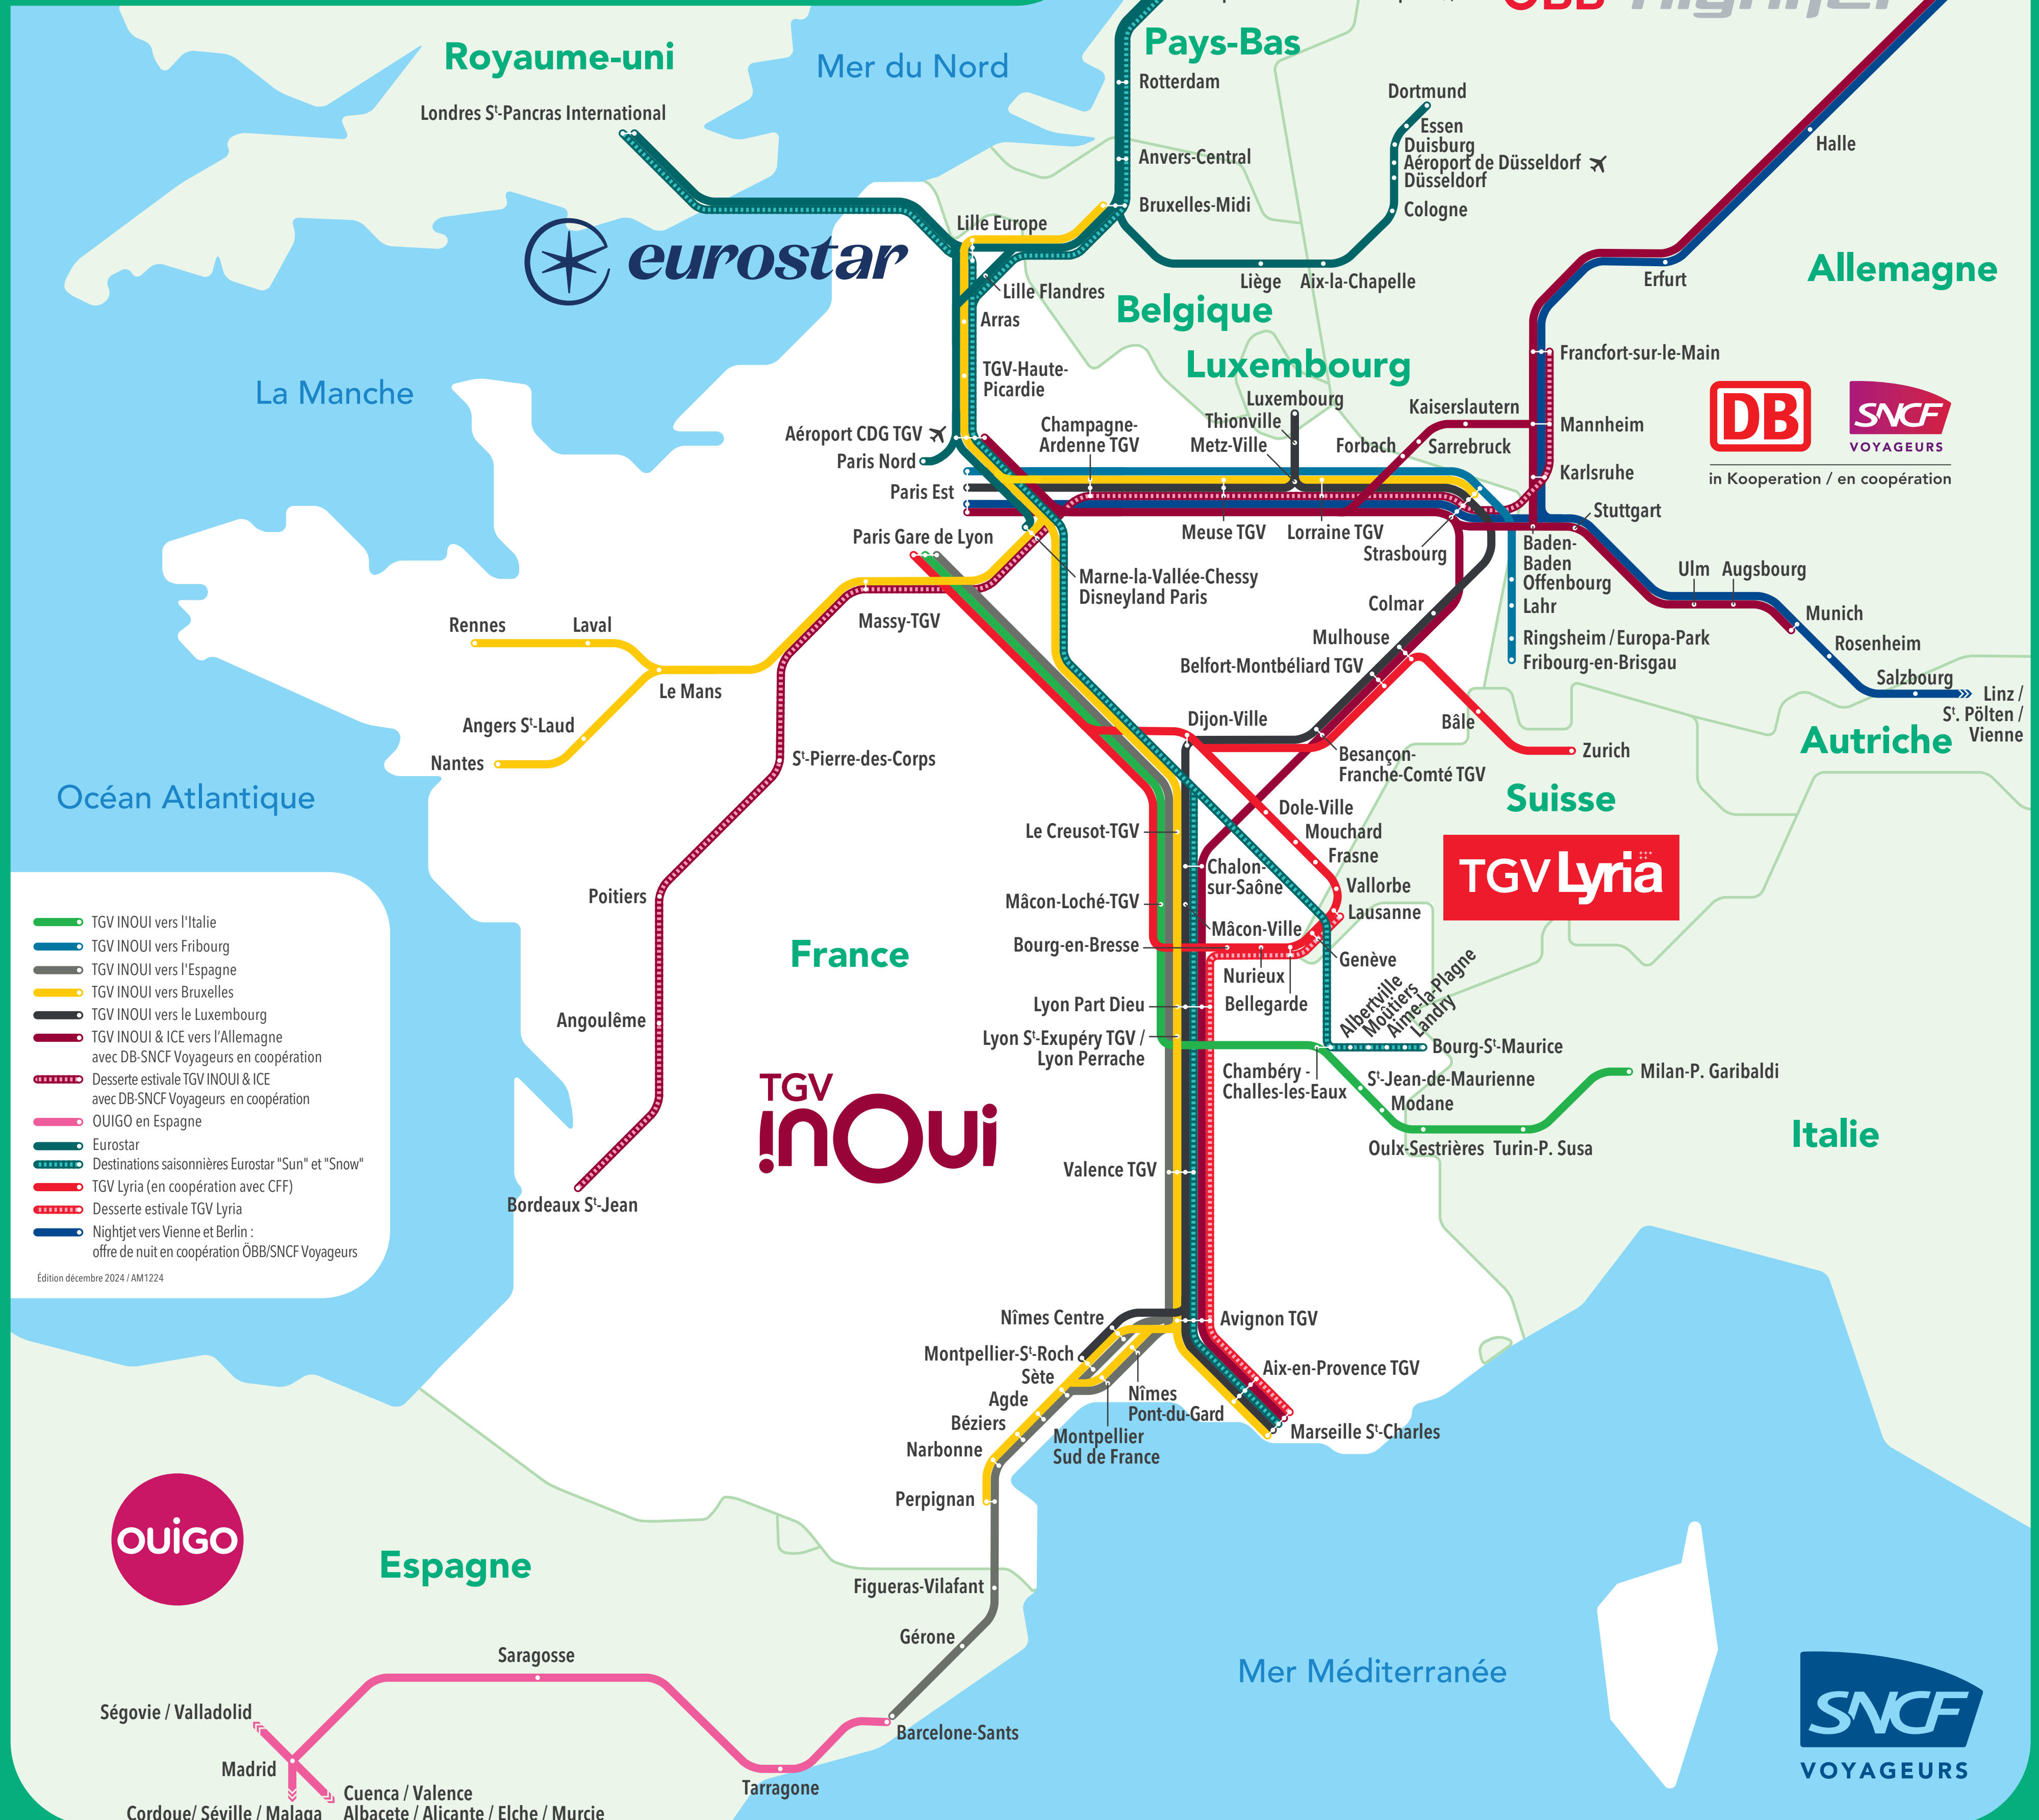 ÖBB nightjet
Royaume-uni
Mer du Nord
Pays-Bas
Rotterdam
Londres Sᵗ-Pancras International
Dortmund
Essen
Duisburg
Aéroport de Düsseldorf
Düsseldorf
Cologne
Halle
Anvers-Central
Bruxelles-Midi
Lille Europe
eurostar
Lille Flandres
Liège
Aix-la-Chapelle
Erfurt
Allemagne
Belgique
Arras
Luxembourg
Francfort-sur-le-Main
TGV-Haute-
Picardie
La Manche
Luxembourg
Thionville
Metz-Ville
Kaiserslautern
Mannheim
DB
SNCF
VOYAGEURS
in Kooperation / en coopération
Aéroport CDG TGV
Paris Nord
Champagne-
Ardenne TGV
Forbach
Sarrebruck
Karlsruhe
Paris Est
Stuttgart
Paris Gare de Lyon
Meuse TGV
Lorraine TGV
Strasbourg
Baden-
Baden
Offenbourg
Lahr
Ringsheim / Europa-Park
Fribourg-en-Brisgau
Ulm
Augsbourg
Munich
Rosenheim
Salzbourg
Linz /
Sᵗ. Pölten /
Vienne
Marne-la-Vallée-Chessy
Disneyland Paris
Massy-TGV
Colmar
Mulhouse
Belfort-Montbéliard TGV
Rennes
Laval
Le Mans
Angers Sᵗ-Laud
Nantes
Dijon-Ville
Bâle
Zurich
Autriche
Besançon-
Franche-Comté TGV
Sᵗ-Pierre-des-Corps
Océan Atlantique
Suisse
TGV Lyria
Dole-Ville
Mouchard
Frasne
Vallorbe
Lausanne
Le Creusot-TGV
Chalon-
sur-Saône
Poitiers
Mâcon-Loché-TGV
Mâcon-Ville
Bourg-en-Bresse
France
Genève
Nurieux
Bellegarde
Lyon Part Dieu
Albertville
Moûtiers
Aime-la-Plagne
Landry
Bourg-Sᵗ-Maurice
Angoulême
Lyon Sᵗ-Exupéry TGV /
Lyon Perrache
Chambéry -
Challes-les-Eaux
Sᵗ-Jean-de-Maurienne
Modane
Milan-P. Garibaldi
Oulx-Sestrières
Turin-P. Susa
Italie
TGV
inOui
Valence TGV
Bordeaux Sᵗ-Jean
TGV INOUI vers l'Italie
TGV INOUI vers Fribourg
TGV INOUI vers l'Espagne
TGV INOUI vers Bruxelles
TGV INOUI vers le Luxembourg
TGV INOUI & ICE vers l'Allemagne
avec DB-SNCF Voyageurs en coopération
Desserte estivale TGV INOUI & ICE
avec DB-SNCF Voyageurs en coopération
OUIGO en Espagne
Eurostar
Destinations saisonnières Eurostar "Sun" et "Snow"
TGV Lyria (en coopération avec CFF)
Desserte estivale TGV Lyria
Nightjet vers Vienne et Berlin :
offre de nuit en coopération ÖBB/SNCF Voyageurs
Édition décembre 2024 / AM1224
Nîmes Centre
Avignon TGV
Montpellier-Sᵗ-Roch
Sète
Agde
Béziers
Narbonne
Perpignan
Aix-en-Provence TGV
Nîmes
Pont-du-Gard
Montpellier
Sud de France
Marseille Sᵗ-Charles
OUIGO
Espagne
Figueras-Vilafant
Gérone
Saragosse
Mer Méditerranée
Ségovie / Valladolid
Barcelone-Sants
Madrid
Tarragone
Cuenca / Valence
Cordoue/ Séville / Malaga
Albacete / Alicante / Elche / Murcie
SNCF
VOYAGEURS